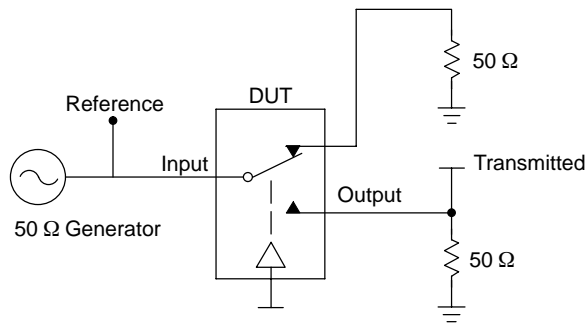 DUT
50 Ω
Reference
Input
Transmitted
Output
50 Ω Generator
50 Ω